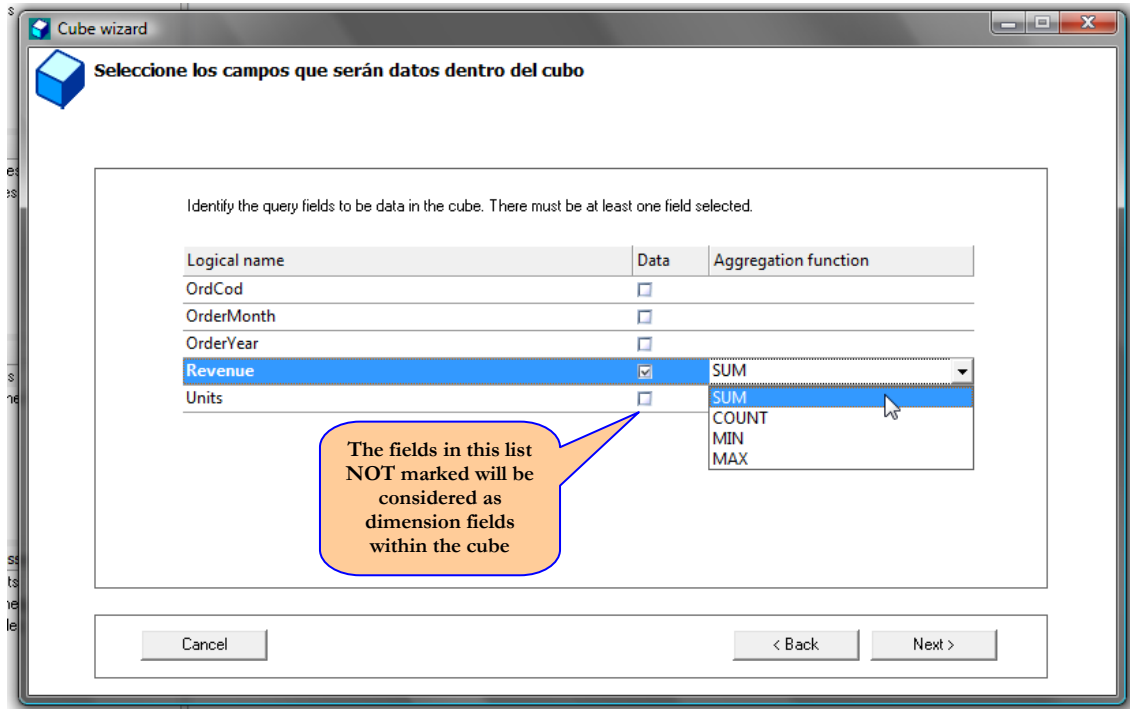 Cube wizard
Seleccione los campos que serán datos dentro del cubo
Identify the query fields to be data in the cube. There must be at least one field selected.
Logical name Data Aggregation function
OrdCod
OrderMonth
OrderYear
Revenue SUM
Units SUM
COUNT
MIN
MAX
The fields in this list
NOT marked will be
considered as
dimension fields
within the cube
Cancel < Back Next >